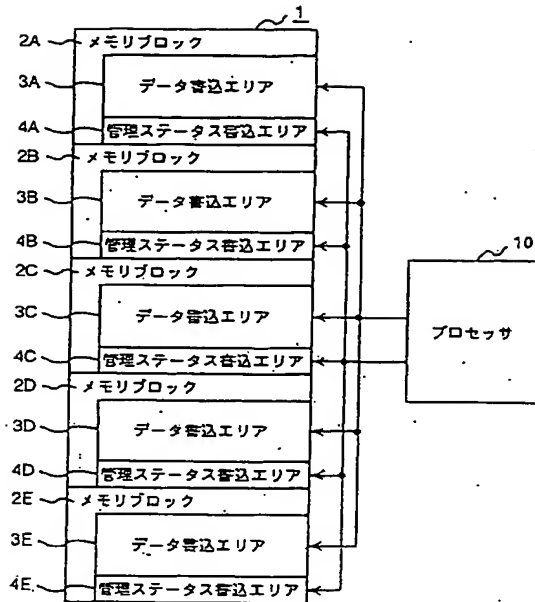 1
2A メモリブロック
3A データ書込エリア
4A 管理ステータス書込エリア
2B メモリブロック
3B データ書込エリア
4B 管理ステータス書込エリア
2C メモリブロック
3C データ書込エリア
4C 管理ステータス書込エリア
2D メモリブロック
3D データ書込エリア
4D 管理ステータス書込エリア
2E メモリブロック
3E データ書込エリア
4E 管理ステータス書込エリア
10
プロセッサ